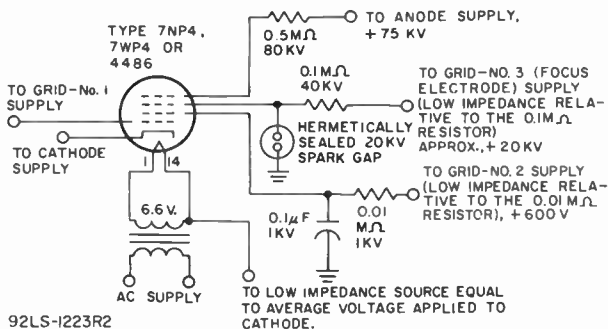 TYPE 7NP4,
7WP4 OR
4486
0.5MΩ
80KV
TO ANODE SUPPLY,
+75 KV
TO GRID-No. 1
SUPPLY
TO CATHODE
SUPPLY
0.1MΩ
40KV
HERMETICALLY
SEALED 20KV
SPARK GAP
TO GRID-NO. 3 (FOCUS
ELECTRODE) SUPPLY
(LOW IMPEDANCE RELA-
TIVE TO THE 0.1MΩ
RESISTOR)
APPROX.,+20KV
1
14
6.6 V.
0.1µF
1KV
0.01
MΩ
1KV
TO GRID-NO. 2 SUPPLY
(LOW IMPEDANCE RELA-
TIVE TO THE 0.01 MΩ
RESISTOR), +600 V
AC SUPPLY
TO LOW IMPEDANCE SOURCE EQUAL
TO AVERAGE VOLTAGE APPLIED TO
CATHODE.
92LS-1223R2